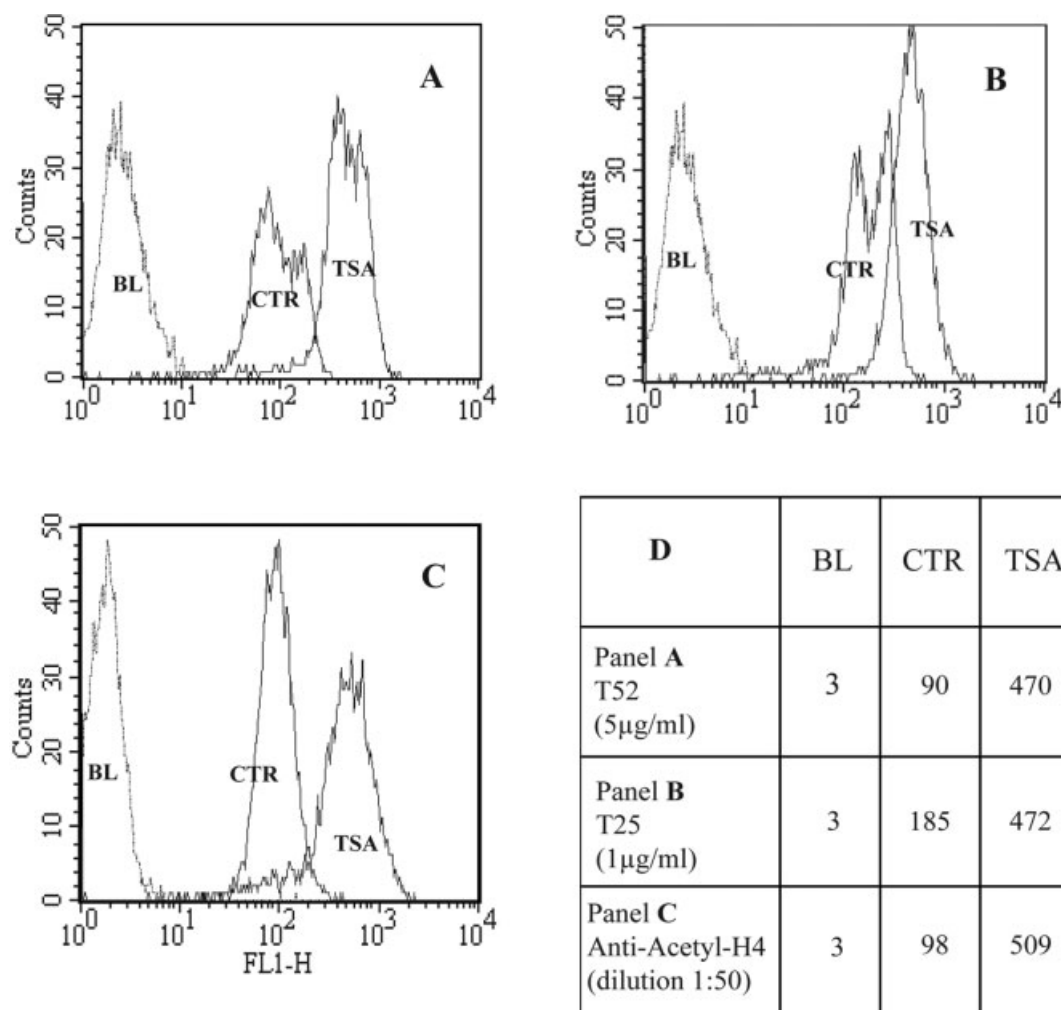 A
Counts
50
40
30
20
10
0
BL
CTR
TSA
10^0 10^1 10^2 10^3 10^4
B
Counts
50
40
30
20
10
0
BL
CTR
TSA
10^0 10^1 10^2 10^3 10^4
C
Counts
50
40
30
20
10
0
BL
CTR
TSA
10^0 10^1 10^2 10^3 10^4
FL1-H
D BL CTR TSA
Panel A
T52
(5µg/ml)
3 90 470
Panel B
T25
(1µg/ml)
3 185 472
Panel C
Anti-Acetyl-H4
(dilution 1:50)
3 98 509